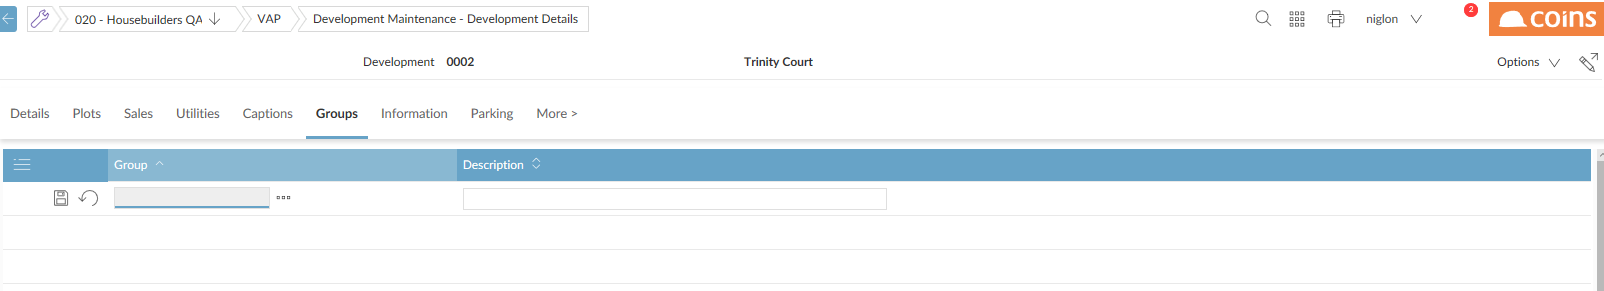 020 - Housebuilders QA VAP Development Maintenance - Development Details niglon 2 coins
Development 0002 Trinity Court Options
Details Plots Sales Utilities Captions Groups Information Parking More >
Group Description